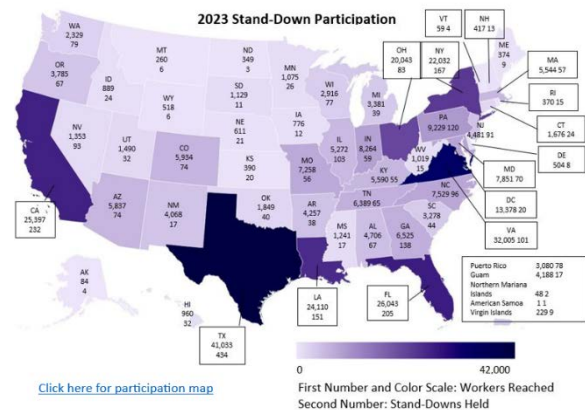 2023 Stand-Down Participation
WA
2,329
79
OR
3,785
67
CA
25,397
232
NV
1,353
93
ID
889
24
MT
260
6
WY
518
6
UT
1,490
32
AZ
5,837
74
CO
5,934
74
NM
4,068
17
ND
349
3
SD
1,129
11
NE
611
21
KS
390
20
OK
1,849
40
TX
41,033
434
MN
1,075
26
IA
776
12
MO
7,258
56
AR
4,257
38
LA
24,110
151
WI
2,916
77
IL
5,272
103
MI
3,381
39
IN
8,264
59
OH
20,043
83
KY
5,590 55
TN
6,389 65
MS
1,241
17
AL
4,706
67
GA
6,525
138
FL
26,043
205
SC
3,278
44
NC
7,529 96
WV
1,019
15
PA
9,229 120
NY
22,032
167
VT
59 4
NH
417 13
ME
374
9
MA
5,544 57
RI
370 15
CT
1,676 24
NJ
4,481 91
DE
504 8
MD
7,851 70
DC
13,378 20
VA
32,005 101
AK
84
4
HI
960
32
Puerto Rico 3,080 78
Guam 4,188 17
Northern Mariana
Islands 48 2
American Samoa 1 1
Virgin Islands 229 9
0
42,000
First Number and Color Scale: Workers Reached
Second Number: Stand-Downs Held
Click here for participation map